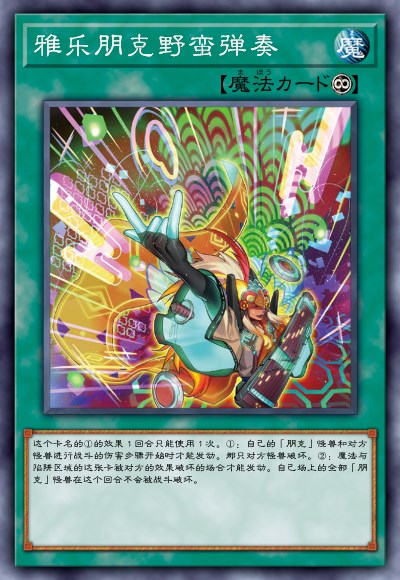 雅乐朋克野蛮弹奏
魔
【魔法カード】
まほう
这个卡名的①的效果1回合只能使用1次。①：自己的「朋克」怪兽和对方
怪兽进行战斗的伤害步骤开始时才能发动。那只对方怪兽破坏。②：魔法与
陷阱区域的这张卡被对方的效果破坏的场合才能发动。自己场上的全部「朋
克」怪兽在这个回合不会被战斗破坏。